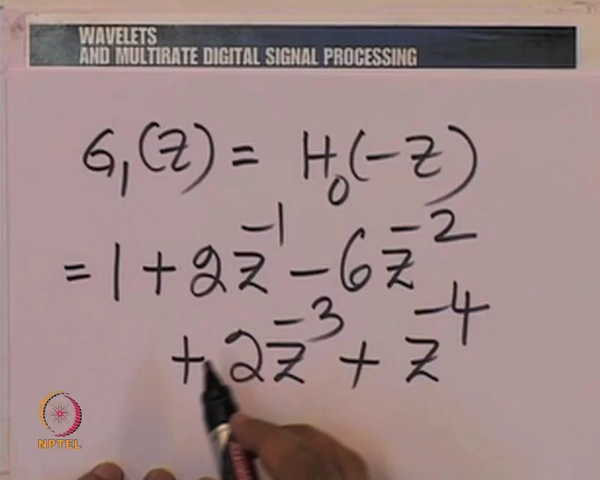 WAVELETS
AND MULTIRATE DIGITAL SIGNAL PROCESSING
G₁(Z) = H₀(-Z)
= 1 + 2z⁻¹ - 6z⁻²
+ 2z⁻³ + z⁻⁴
NPTEL